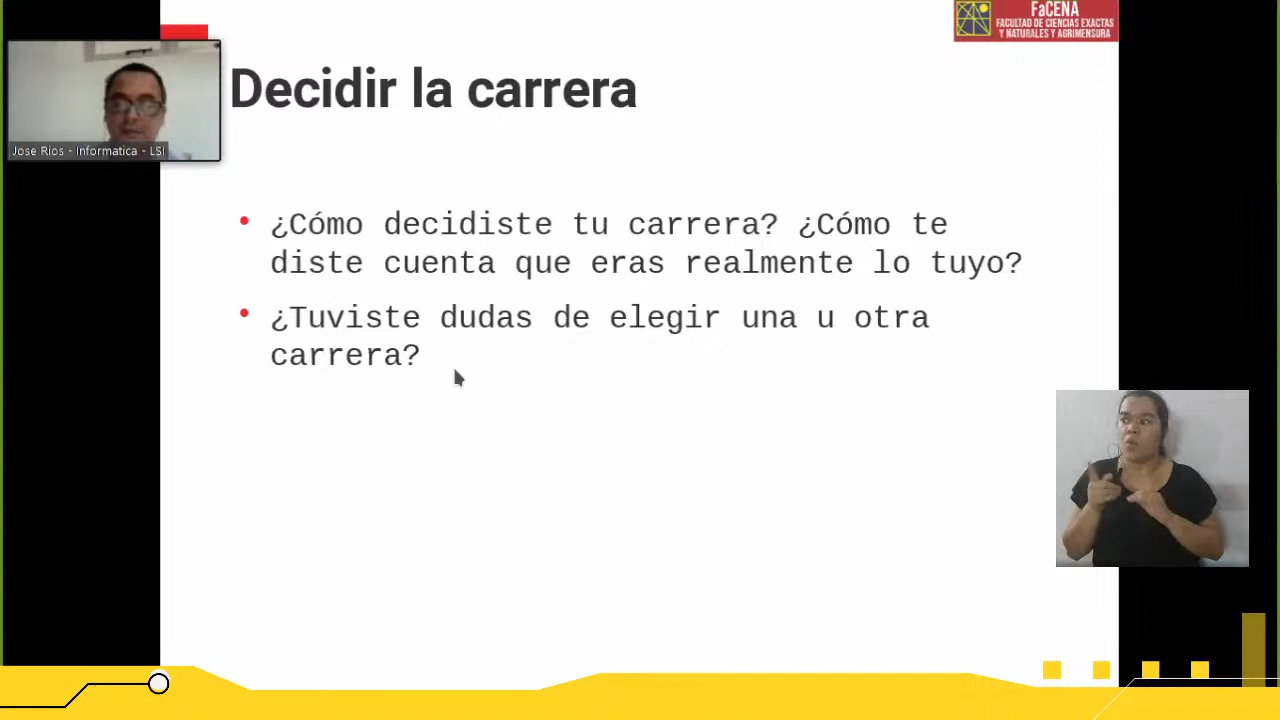 FaCENA
FACULTAD DE CIENCIAS EXACTAS
Y NATURALES Y AGRIMENSURA
Decidir la carrera
Jose Rios - Informatica - LSI
• ¿Cómo decidiste tu carrera? ¿Cómo te
diste cuenta que eras realmente lo tuyo?
• ¿Tuviste dudas de elegir una u otra
carrera?